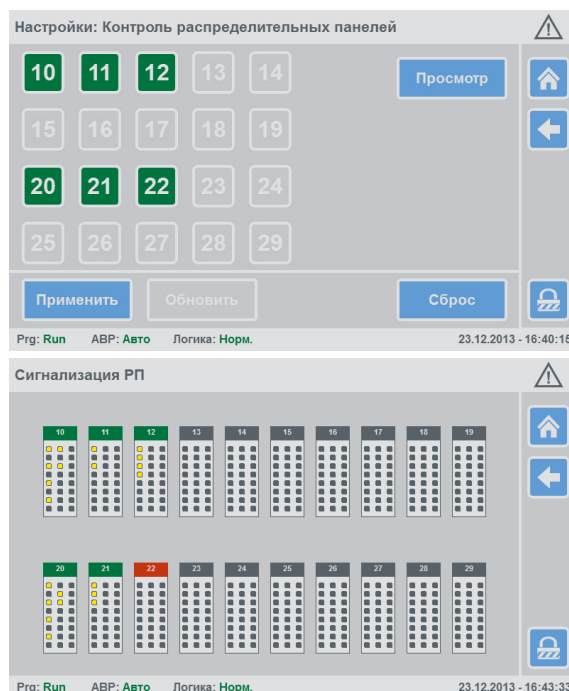 Настройки: Контроль распределительных панелей
10 11 12 13 14
Просмотр
15 16 17 18 19
20 21 22 23 24
25 26 27 28 29
Применить Обновить Сброс
Prg: Run АВР: Авто Логика: Норм. 23.12.2013 - 16:40:15
Сигнализация РП
10 11 12 13 14 15 16 17 18 19
20 21 22 23 24 25 26 27 28 29
Prg: Run АВР: Авто Логика: Норм. 23.12.2013 - 16:43:33